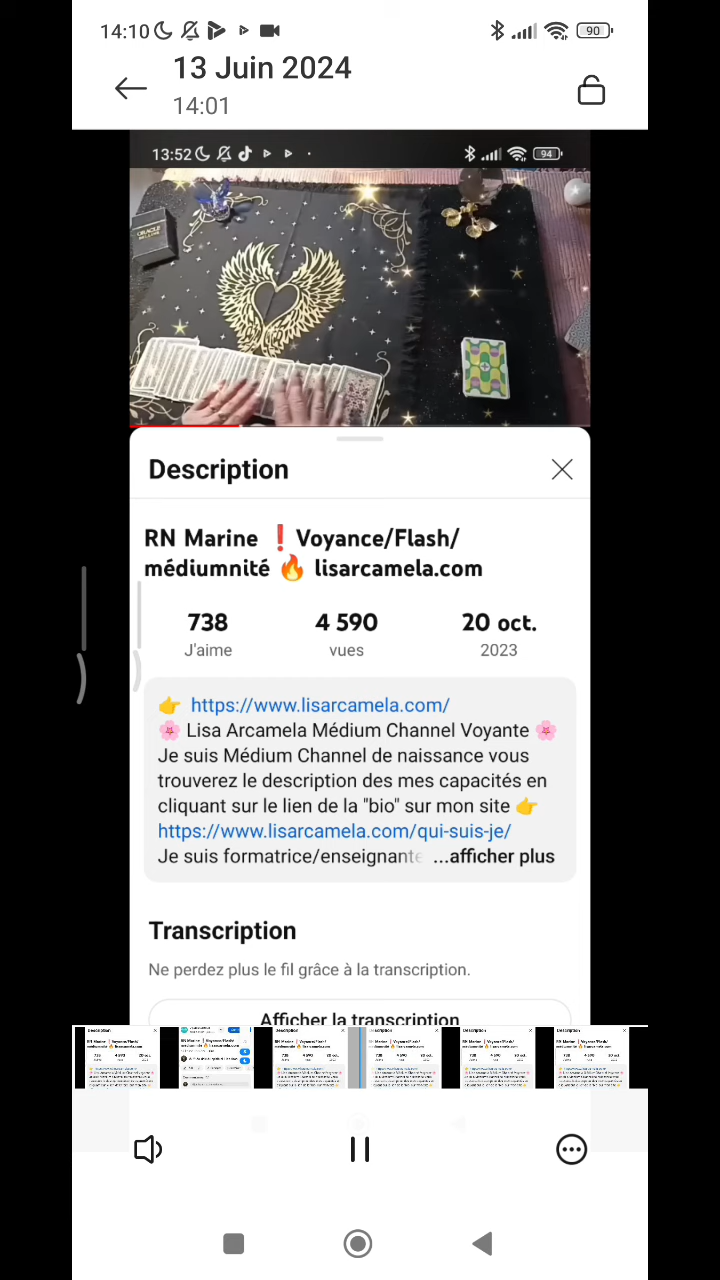 14:10
90
13 Juin 2024
14:01
13:52
94
ORACLE
Description
RN Marine ❗ Voyance/Flash/
médiumnité 🔥 lisarcamela.com
738 4 590 20 oct.
J'aime vues 2023
👉 https://www.lisarcamela.com/
🌸 Lisa Arcamela Médium Channel Voyante 🌸
Je suis Médium Channel de naissance vous
trouverez le description des mes capacités en
cliquant sur le lien de la "bio" sur mon site 👉
https://www.lisarcamela.com/qui-suis-je/
Je suis formatrice/enseignante ...afficher plus
Transcription
Ne perdez plus le fil grâce à la transcription.
Afficher la transcription